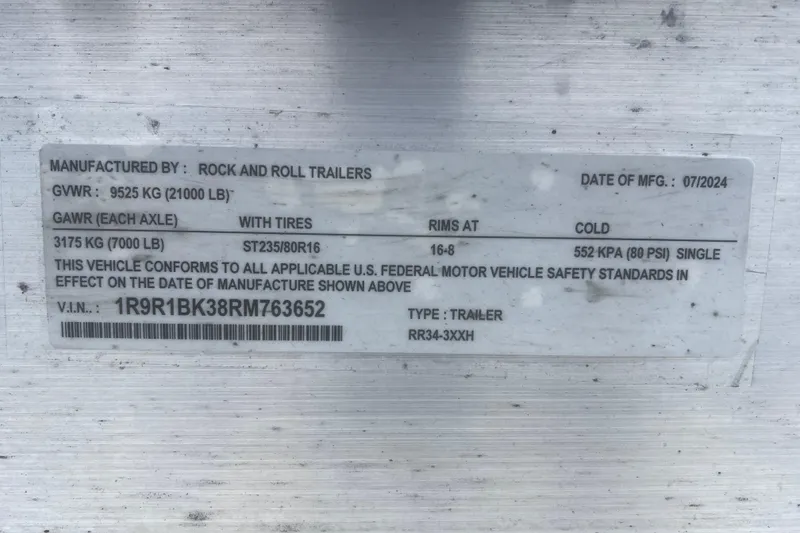 MANUFACTURED BY : ROCK AND ROLL TRAILERS
DATE OF MFG. : 07/2024
GVWR : 9525 KG (21000 LB)
GAWR (EACH AXLE) WITH TIRES RIMS AT COLD
3175 KG (7000 LB) ST235/80R16 16-8 552 KPA (80 PSI) SINGLE
THIS VEHICLE CONFORMS TO ALL APPLICABLE U.S. FEDERAL MOTOR VEHICLE SAFETY STANDARDS IN
EFFECT ON THE DATE OF MANUFACTURE SHOWN ABOVE
V.I.N.. : 1R9R1BK38RM763652 TYPE : TRAILER
RR34-3XXH